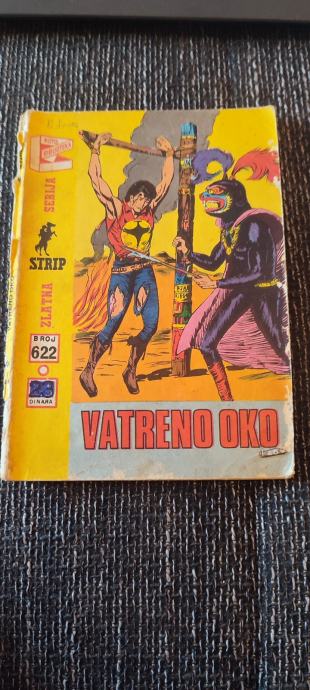 ZLATNA SERIJA
STRIP
BROJ
622
DINARA
VATRENO OKO